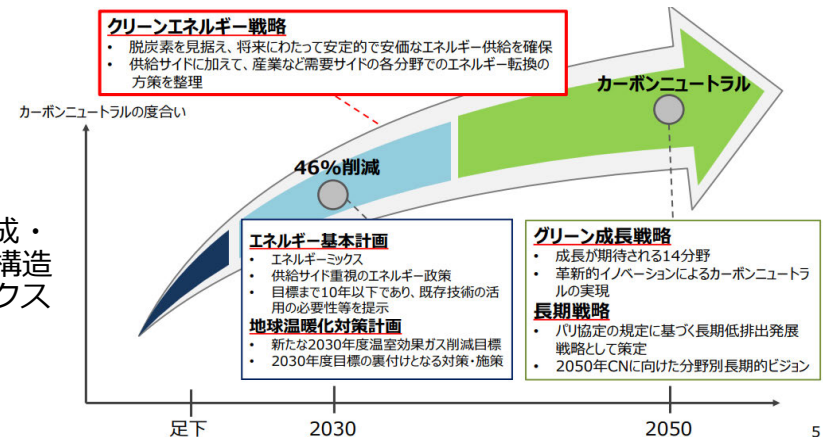 クリーンエネルギー戦略
• 脱炭素を見据え、将来にわたって安定的で安価なエネルギー供給を確保
• 供給サイドに加えて、産業など需要サイドの各分野でのエネルギー転換の
方策を整理
カーボンニュートラル
カーボンニュートラルの度合い
46%削減
成・
構造
クス
エネルギー基本計画
• エネルギーミックス
• 供給サイド重視のエネルギー政策
• 目標まで10年以下であり、既存技術の活
用の必要性等を提示
地球温暖化対策計画
• 新たな2030年度温室効果ガス削減目標
• 2030年度目標の裏付けとなる対策・施策
グリーン成長戦略
• 成長が期待される14分野
• 革新的イノベーションによるカーボンニュートラ
ルの実現
長期戦略
• パリ協定の規定に基づく長期低排出発展
戦略として策定
• 2050年CNに向けた分野別長期的ビジョン
足下
2030
2050
5